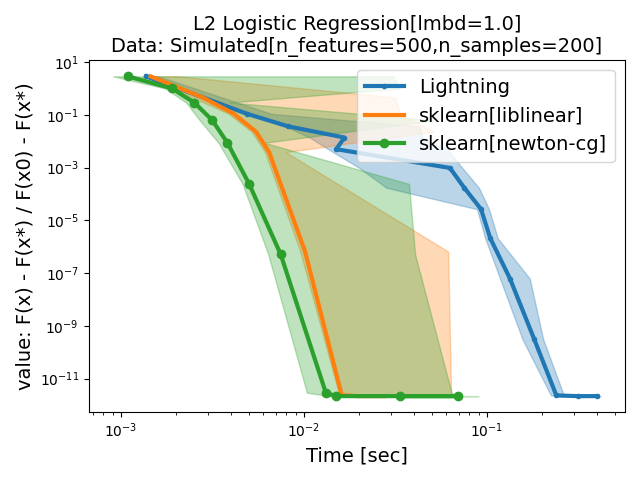 L2 Logistic Regression[lmbd=1.0]
Data: Simulated[n_features=500,n_samples=200]
value: F(x) - F(x*) / F(x0) - F(x*)
10¹
10⁻¹
10⁻³
10⁻⁵
10⁻⁷
10⁻⁹
10⁻¹¹
Lightning
sklearn[liblinear]
sklearn[newton-cg]
10⁻³
10⁻²
10⁻¹
Time [sec]